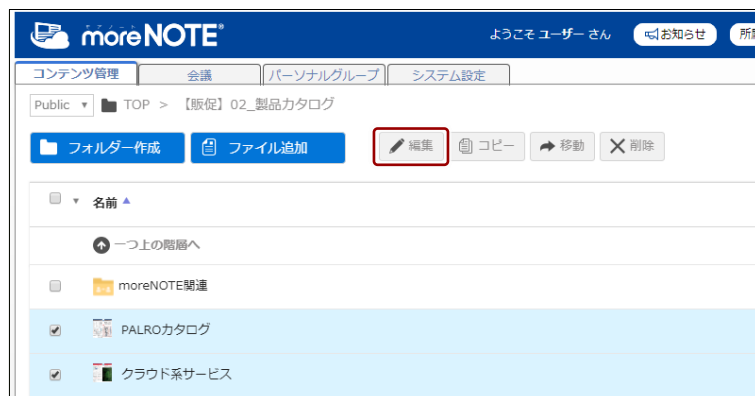 モアノート
moreNOTE®
ようこそ ユーザー さん お知らせ
コンテンツ管理 会議 パーソナルグループ システム設定
Public ▼ TOP > 【販促】02_製品カタログ
フォルダー作成 ファイル追加 編集 コピー 移動 削除
▼ 名前 ▲
一つ上の階層へ
moreNOTE関連
PALROカタログ
クラウド系サービス